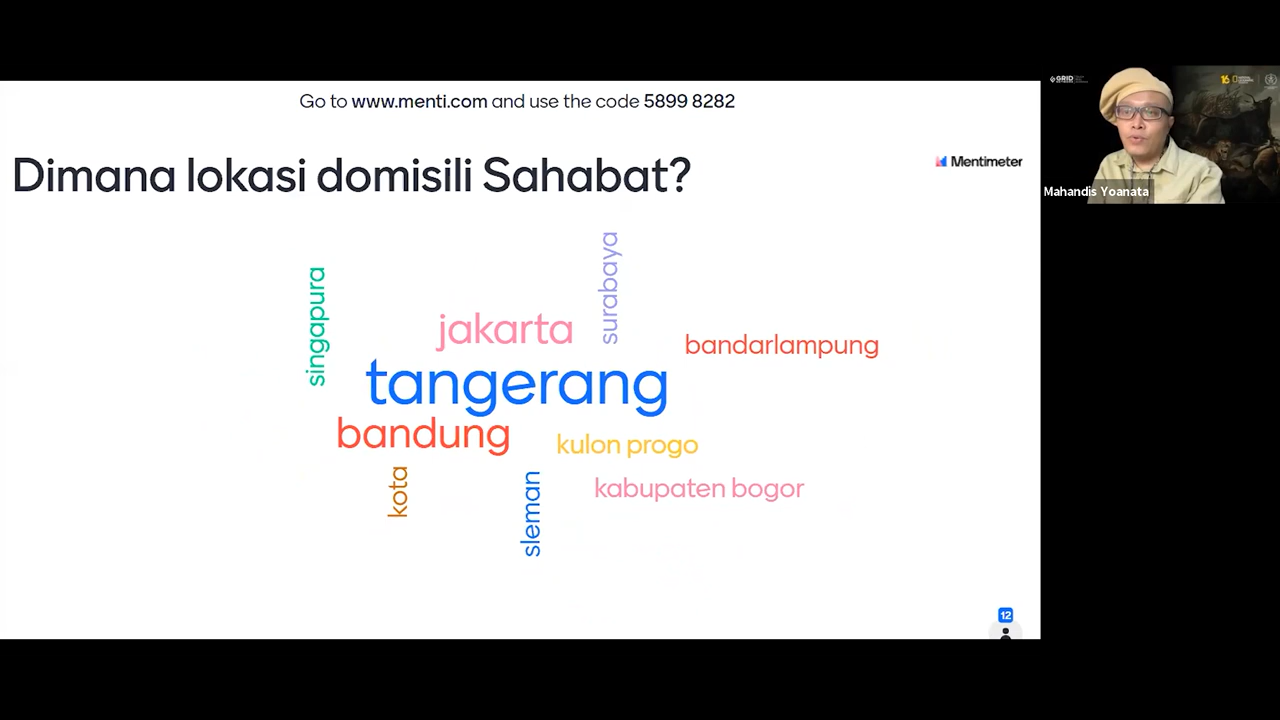 Go to www.menti.com and use the code 5899 8282
Dimana lokasi domisili Sahabat?
Mentimeter
GRID
Mahandis Yoanata
singapura
surabaya
jakarta
bandarlampung
tangerang
bandung
kulon progo
kota
sleman
kabupaten bogor
12